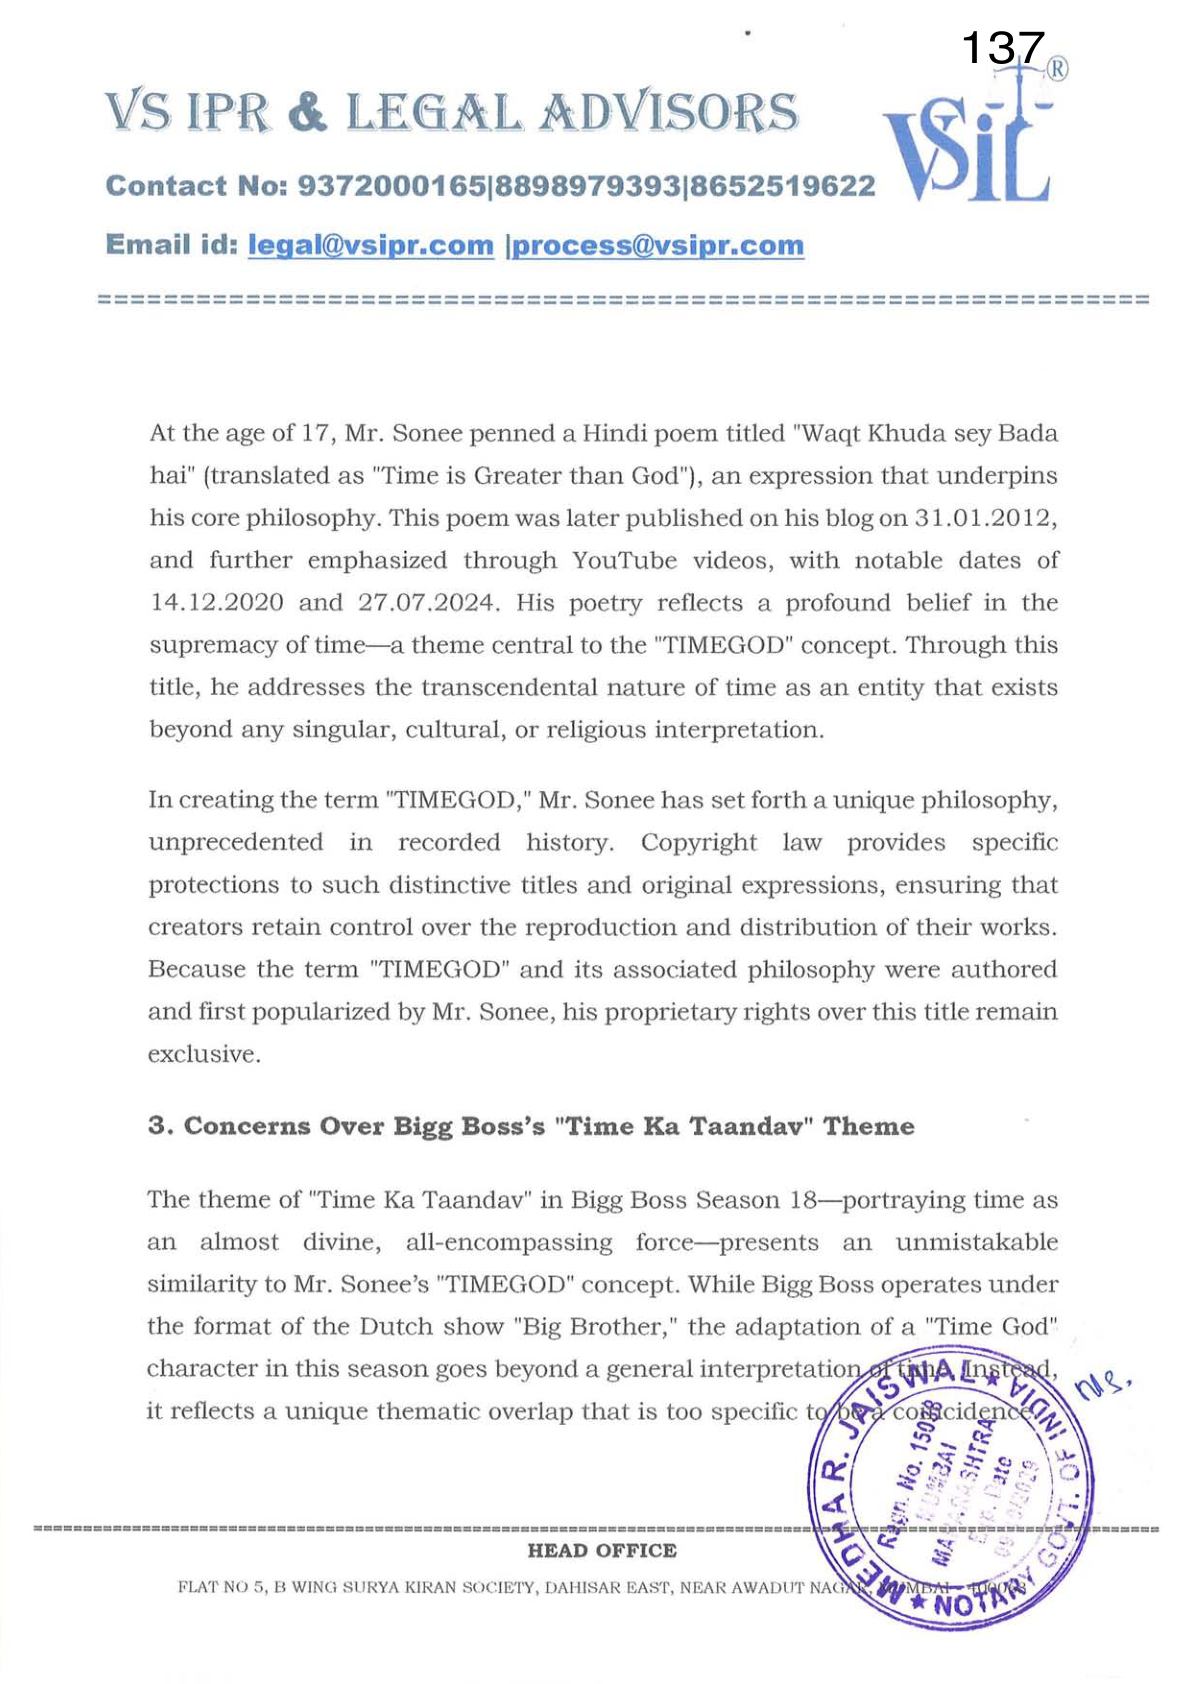 137
VS IPR & LEGAL ADVISORS
VSiL ®
Contact No: 9372000165|8898979393|8652519622
Email id: legal@vsipr.com |process@vsipr.com
At the age of 17, Mr. Sonee penned a Hindi poem titled "Waqt Khuda sey Bada
hai" (translated as "Time is Greater than God"), an expression that underpins
his core philosophy. This poem was later published on his blog on 31.01.2012,
and further emphasized through YouTube videos, with notable dates of
14.12.2020 and 27.07.2024. His poetry reflects a profound belief in the
supremacy of time—a theme central to the "TIMEGOD" concept. Through this
title, he addresses the transcendental nature of time as an entity that exists
beyond any singular, cultural, or religious interpretation.
In creating the term "TIMEGOD," Mr. Sonee has set forth a unique philosophy,
unprecedented in recorded history. Copyright law provides specific
protections to such distinctive titles and original expressions, ensuring that
creators retain control over the reproduction and distribution of their works.
Because the term "TIMEGOD" and its associated philosophy were authored
and first popularized by Mr. Sonee, his proprietary rights over this title remain
exclusive.
3. Concerns Over Bigg Boss's "Time Ka Taandav" Theme
The theme of "Time Ka Taandav" in Bigg Boss Season 18—portraying time as
an almost divine, all-encompassing force—presents an unmistakable
similarity to Mr. Sonee's "TIMEGOD" concept. While Bigg Boss operates under
the format of the Dutch show "Big Brother," the adaptation of a "Time God"
character in this season goes beyond a general interpretation of time. Instead,
it reflects a unique thematic overlap that is too specific to be a coincidence.
MEDHA R. JAISWAL ★ NOTARY GOVT. OF INDIA ★
Regn. No.
MUMBAI
MAHARASHTRA
Exp. Date
HEAD OFFICE
FLAT NO 5, B WING SURYA KIRAN SOCIETY, DAHISAR EAST, NEAR AWADUT NAGAR, MUMBAI -